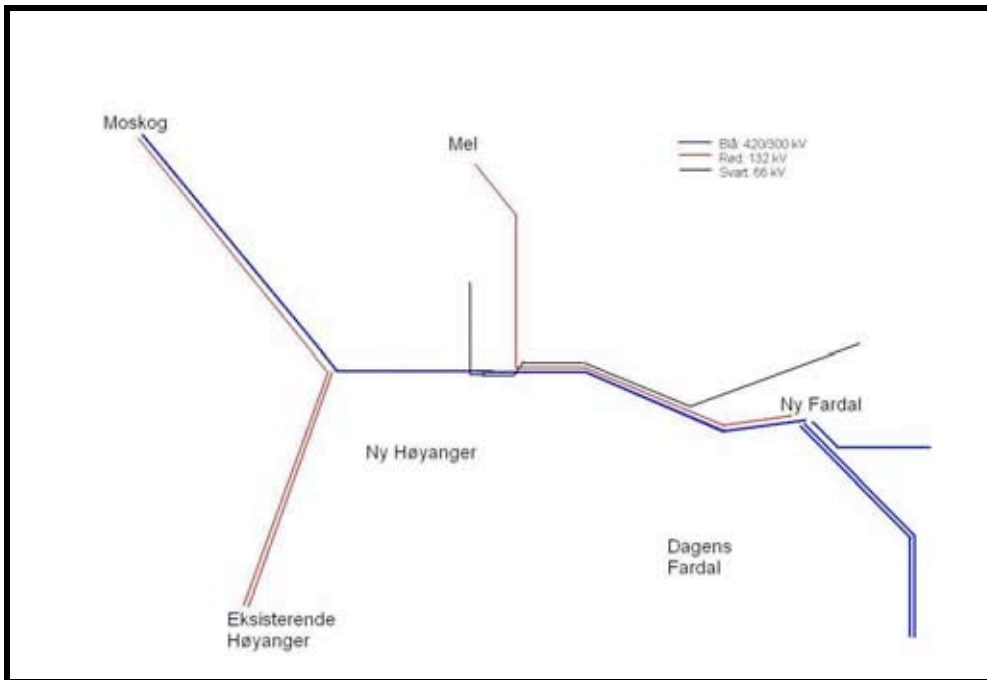 Moskog
Mel
Blå: 420/300 kV
Rød: 132 kV
Svart: 66 kV
Ny Fardal
Ny Høyanger
Dagens
Fardal
Eksisterende
Høyanger